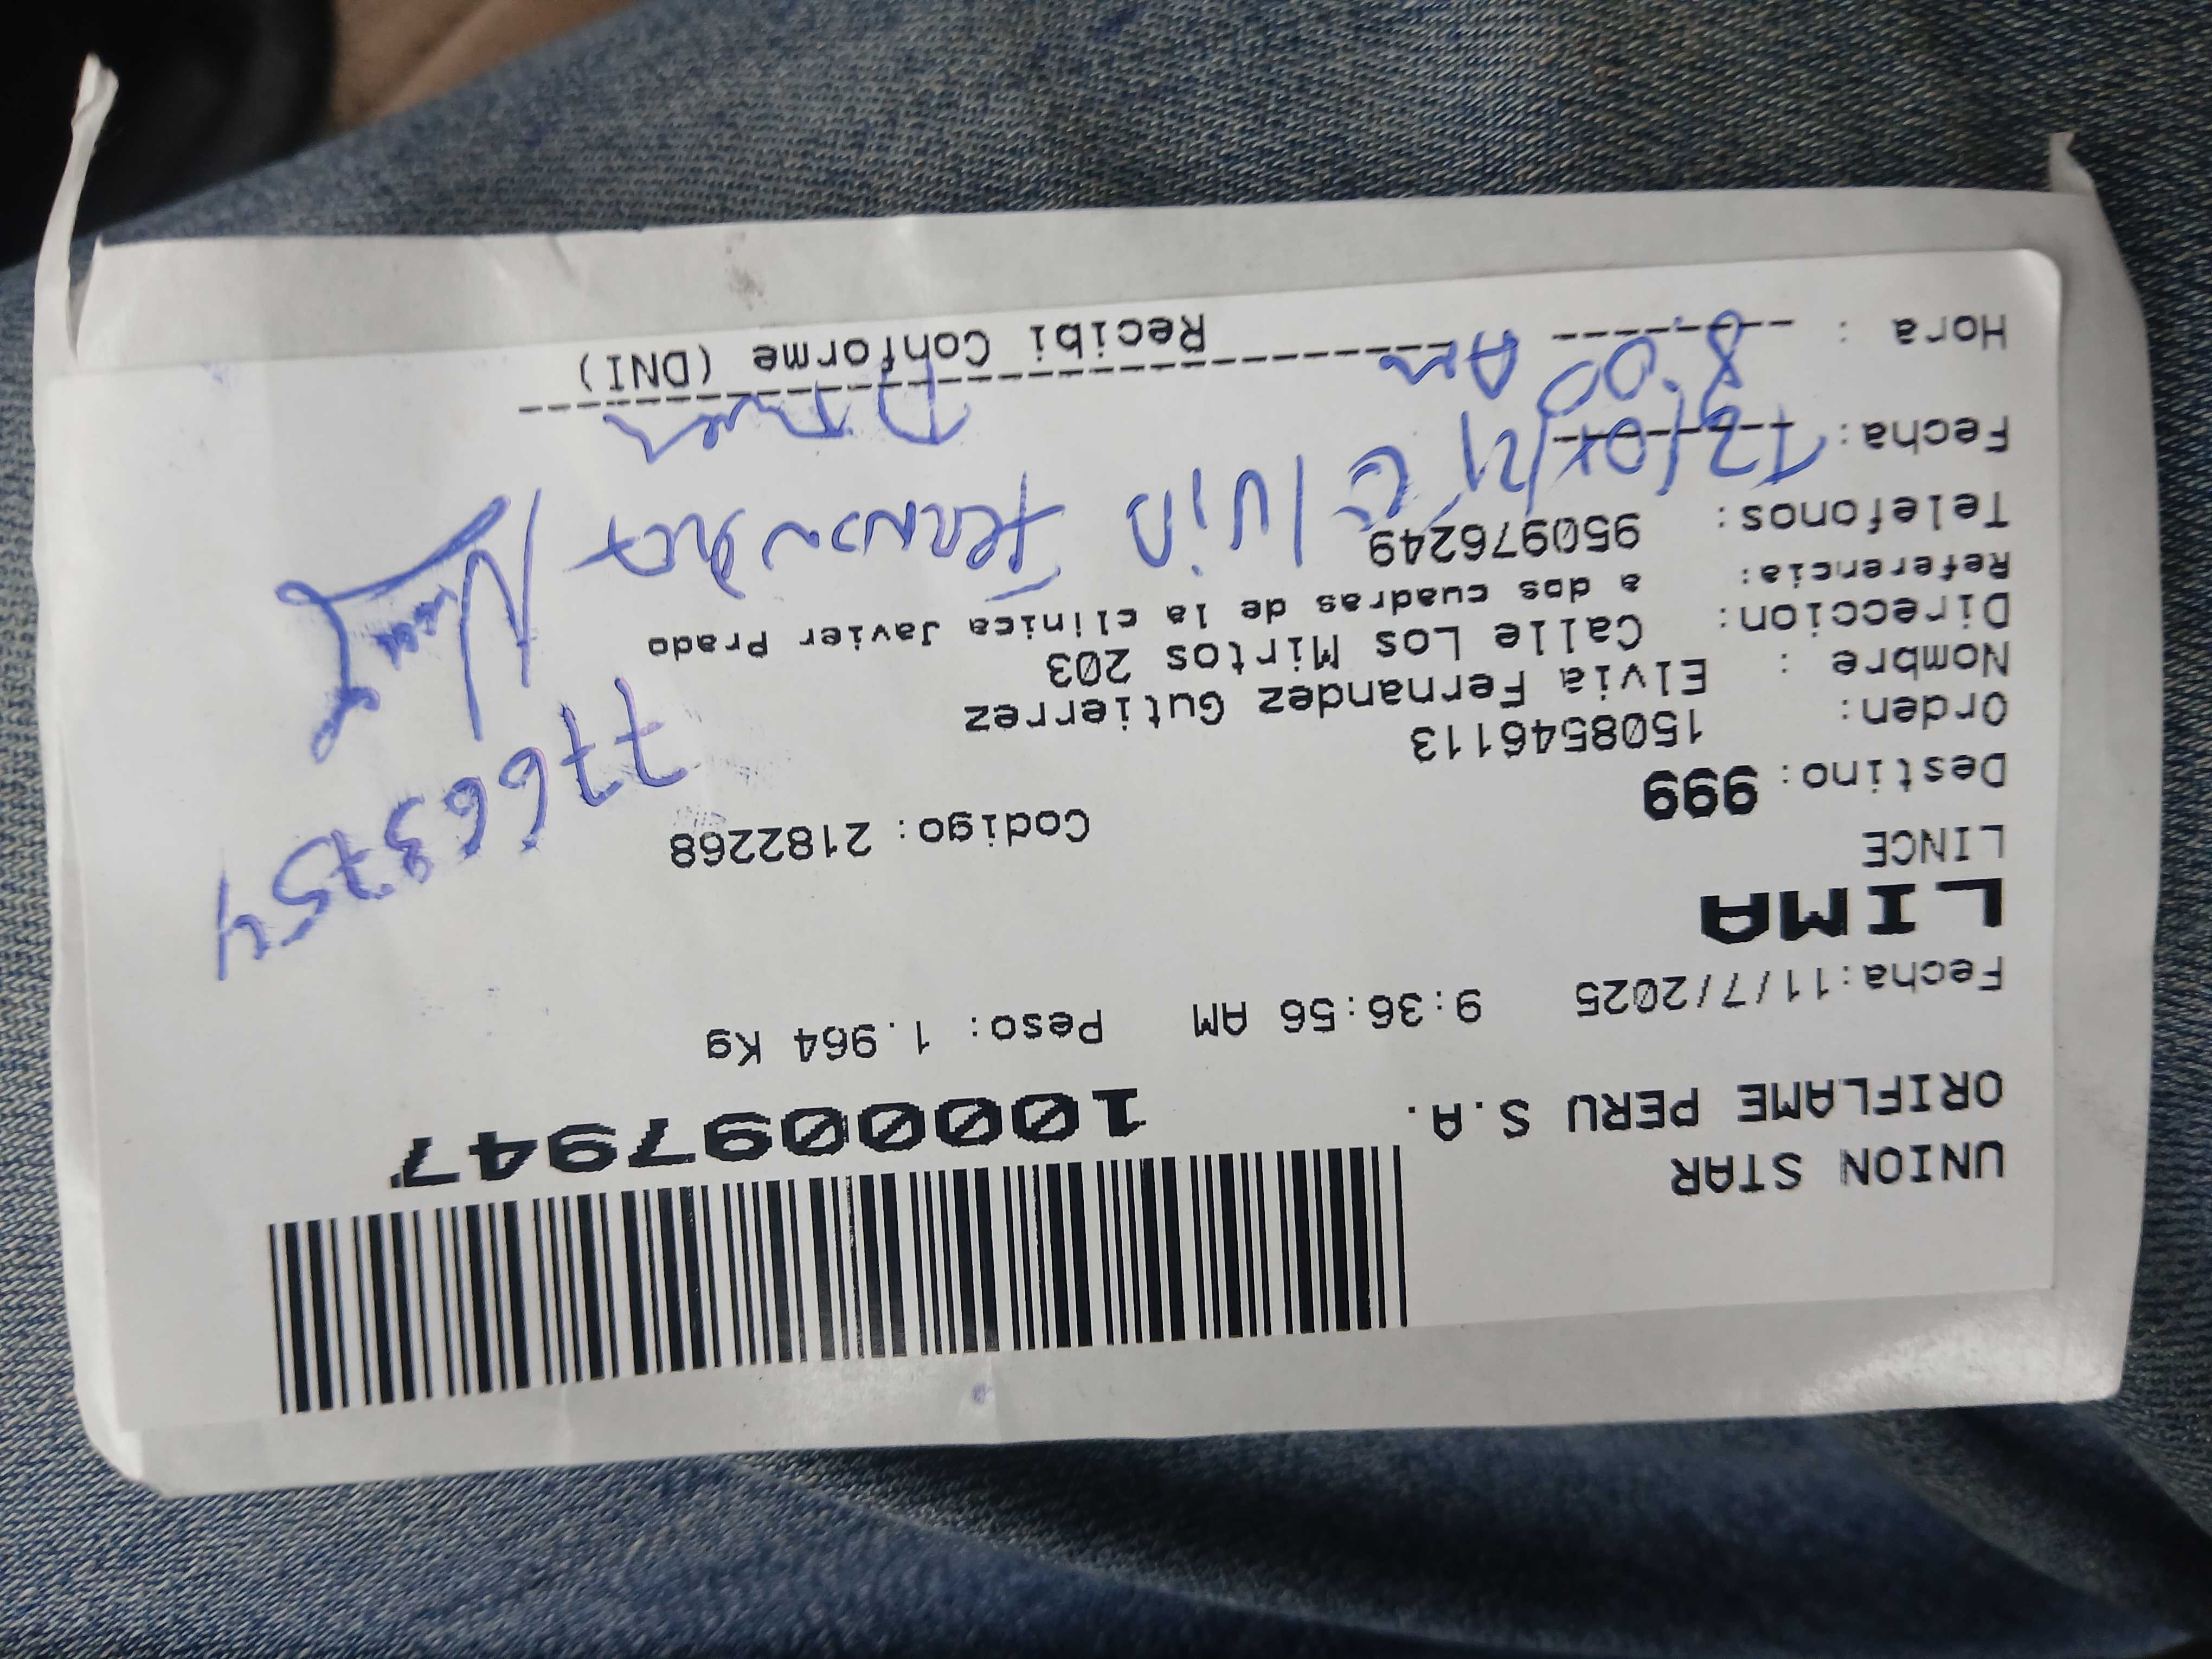 UNION STAR
ORIFLAME PERU S.A.
1000097947
Fecha:11/7/2025 9:36:56 AM Peso: 1.964 Kg
LIMA
LINCE
Codigo: 2182268
Destino: 999
Orden: 1508546113
Nombre : Elvia Fernandez Gutierrez
Direccion: Calle Los Mirtos 203
Referencia: a dos cuadras de la clinica Javier Prado
Telefonos: 950976249
Fecha:
Hora : 8:00 Am
Recibi Conforme (DNI)
77663754